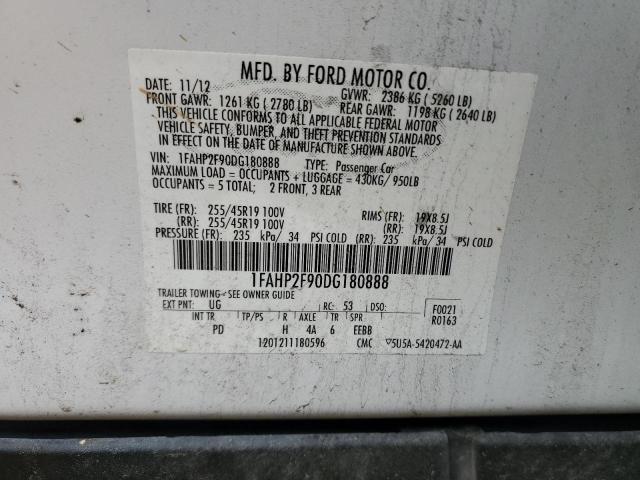 MFD. BY FORD MOTOR CO.
DATE: 11/12 GVWR: 2386 KG ( 5260 LB)
FRONT GAWR: 1261 KG ( 2780 LB) REAR GAWR: 1198 KG ( 2640 LB)
THIS VEHICLE CONFORMS TO ALL APPLICABLE FEDERAL MOTOR
VEHICLE SAFETY, BUMPER, AND THEFT PREVENTION STANDARDS
IN EFFECT ON THE DATE OF MANUFACTURE SHOWN ABOVE.
VIN: 1FAHP2F90DG180888 TYPE: Passenger Car
MAXIMUM LOAD = OCCUPANTS + LUGGAGE = 430KG/ 950LB
OCCUPANTS = 5 TOTAL; 2 FRONT, 3 REAR
TIRE (FR): 255/45R19 100V RIMS (FR): 19X8.5J
(RR): 255/45R19 100V (RR): 19X8.5J
PRESSURE (FR): 235 kPa/ 34 PSI COLD (RR): 235 kPa/ 34 PSI COLD
1FAHP2F90DG180888
TRAILER TOWING - SEE OWNER GUIDE
EXT PNT: UG RC: 53 DSO: F0021
R0163
INT TR TP/PS R AXLE TR SPR
PD H 4A 6 EEBB
1201211180596 CMC ▽5U5A-5420472-AA